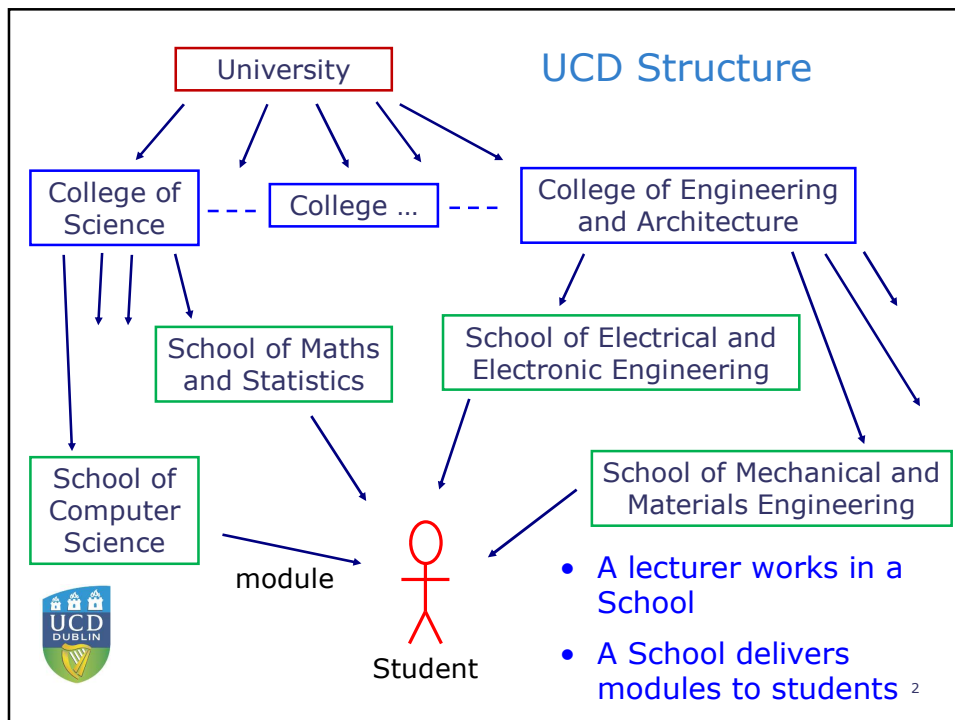 UCD Structure
University
College of
Science
College ...
College of Engineering
and Architecture
School of Maths
and Statistics
School of Electrical and
Electronic Engineering
School of
Computer
Science
School of Mechanical and
Materials Engineering
module
Student
• A lecturer works in a
School
• A School delivers
modules to students
2
UCD
DUBLIN